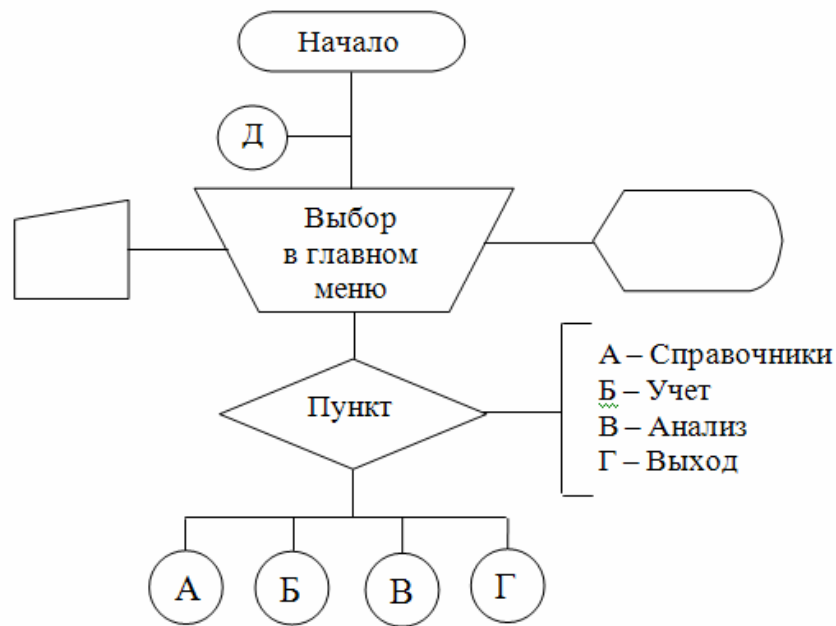 Начало
Д
Выбор
в главном
меню
Пункт
А – Справочники
Б – Учет
В – Анализ
Г – Выход
А
Б
В
Г